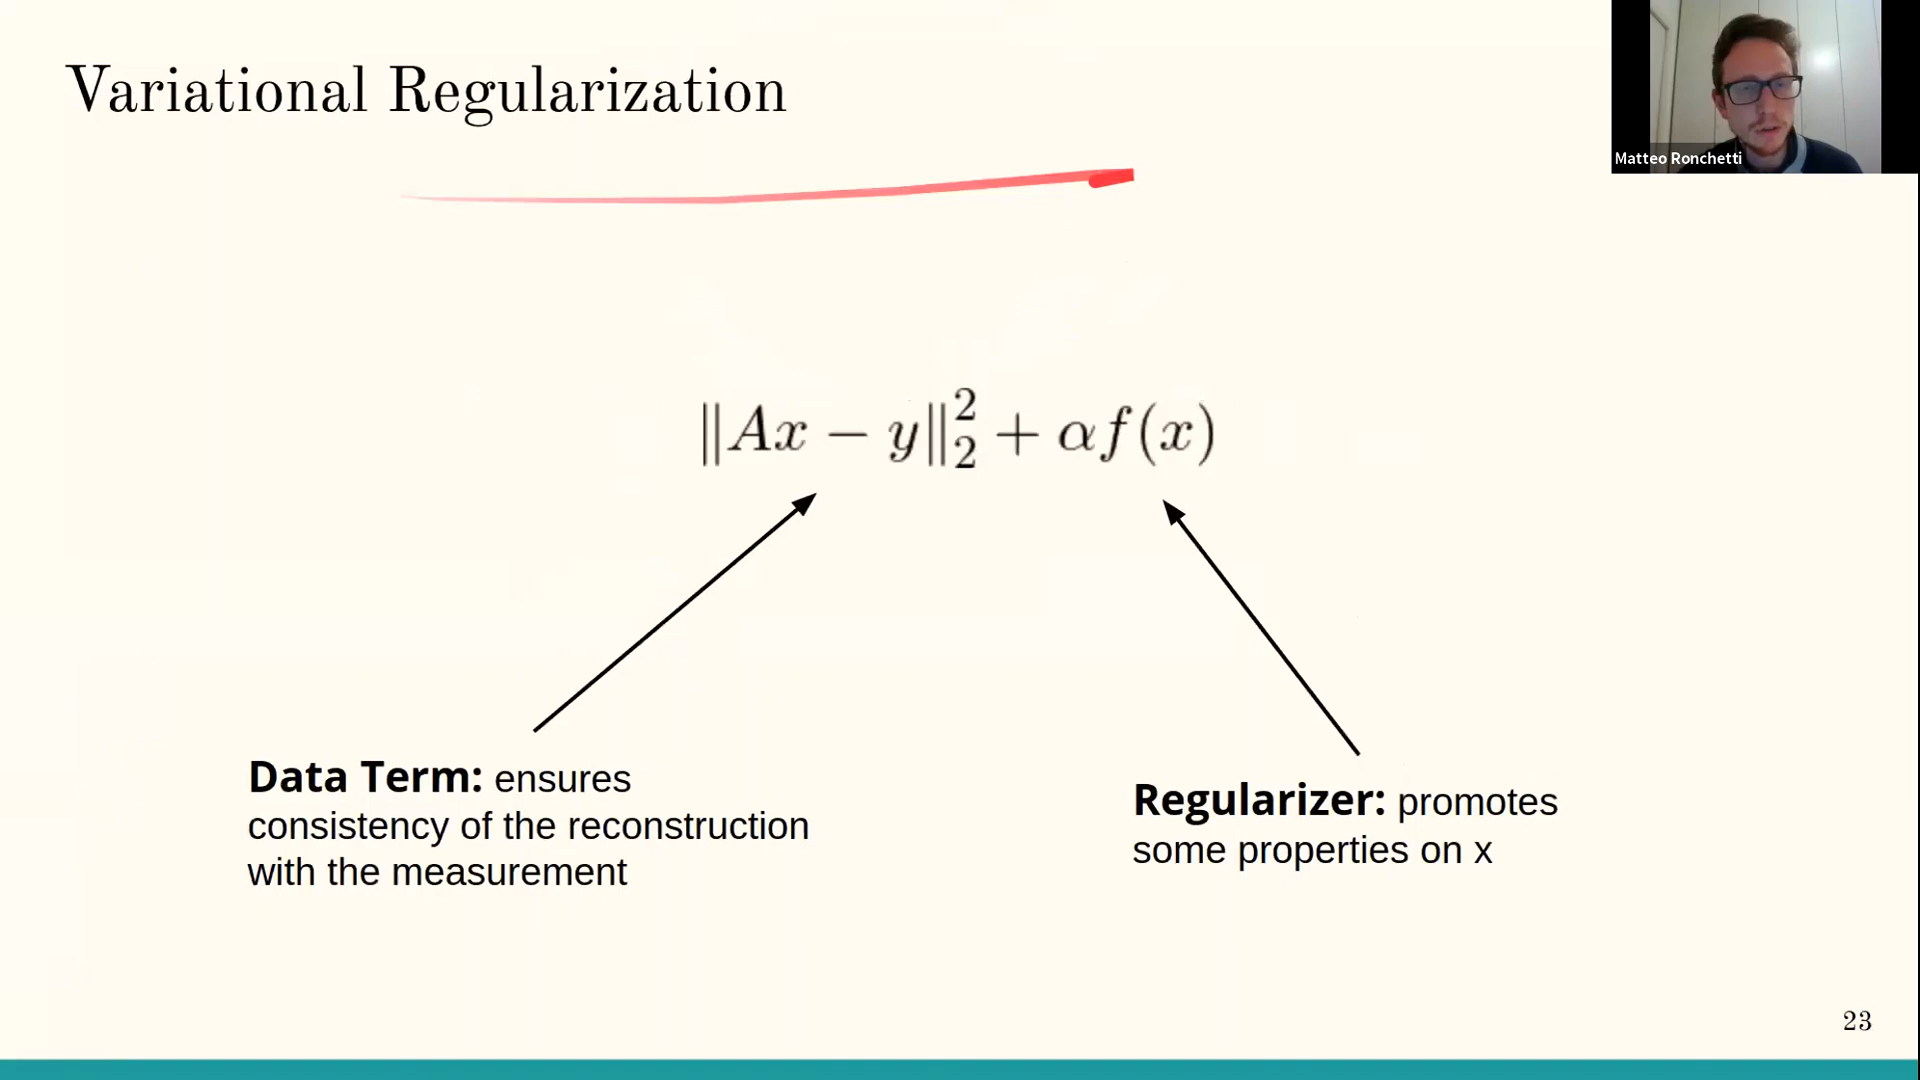 Variational Regularization
Matteo Ronchetti
‖Ax − y‖₂² + αf(x)
Data Term: ensures
consistency of the reconstruction
with the measurement
Regularizer: promotes
some properties on x
23